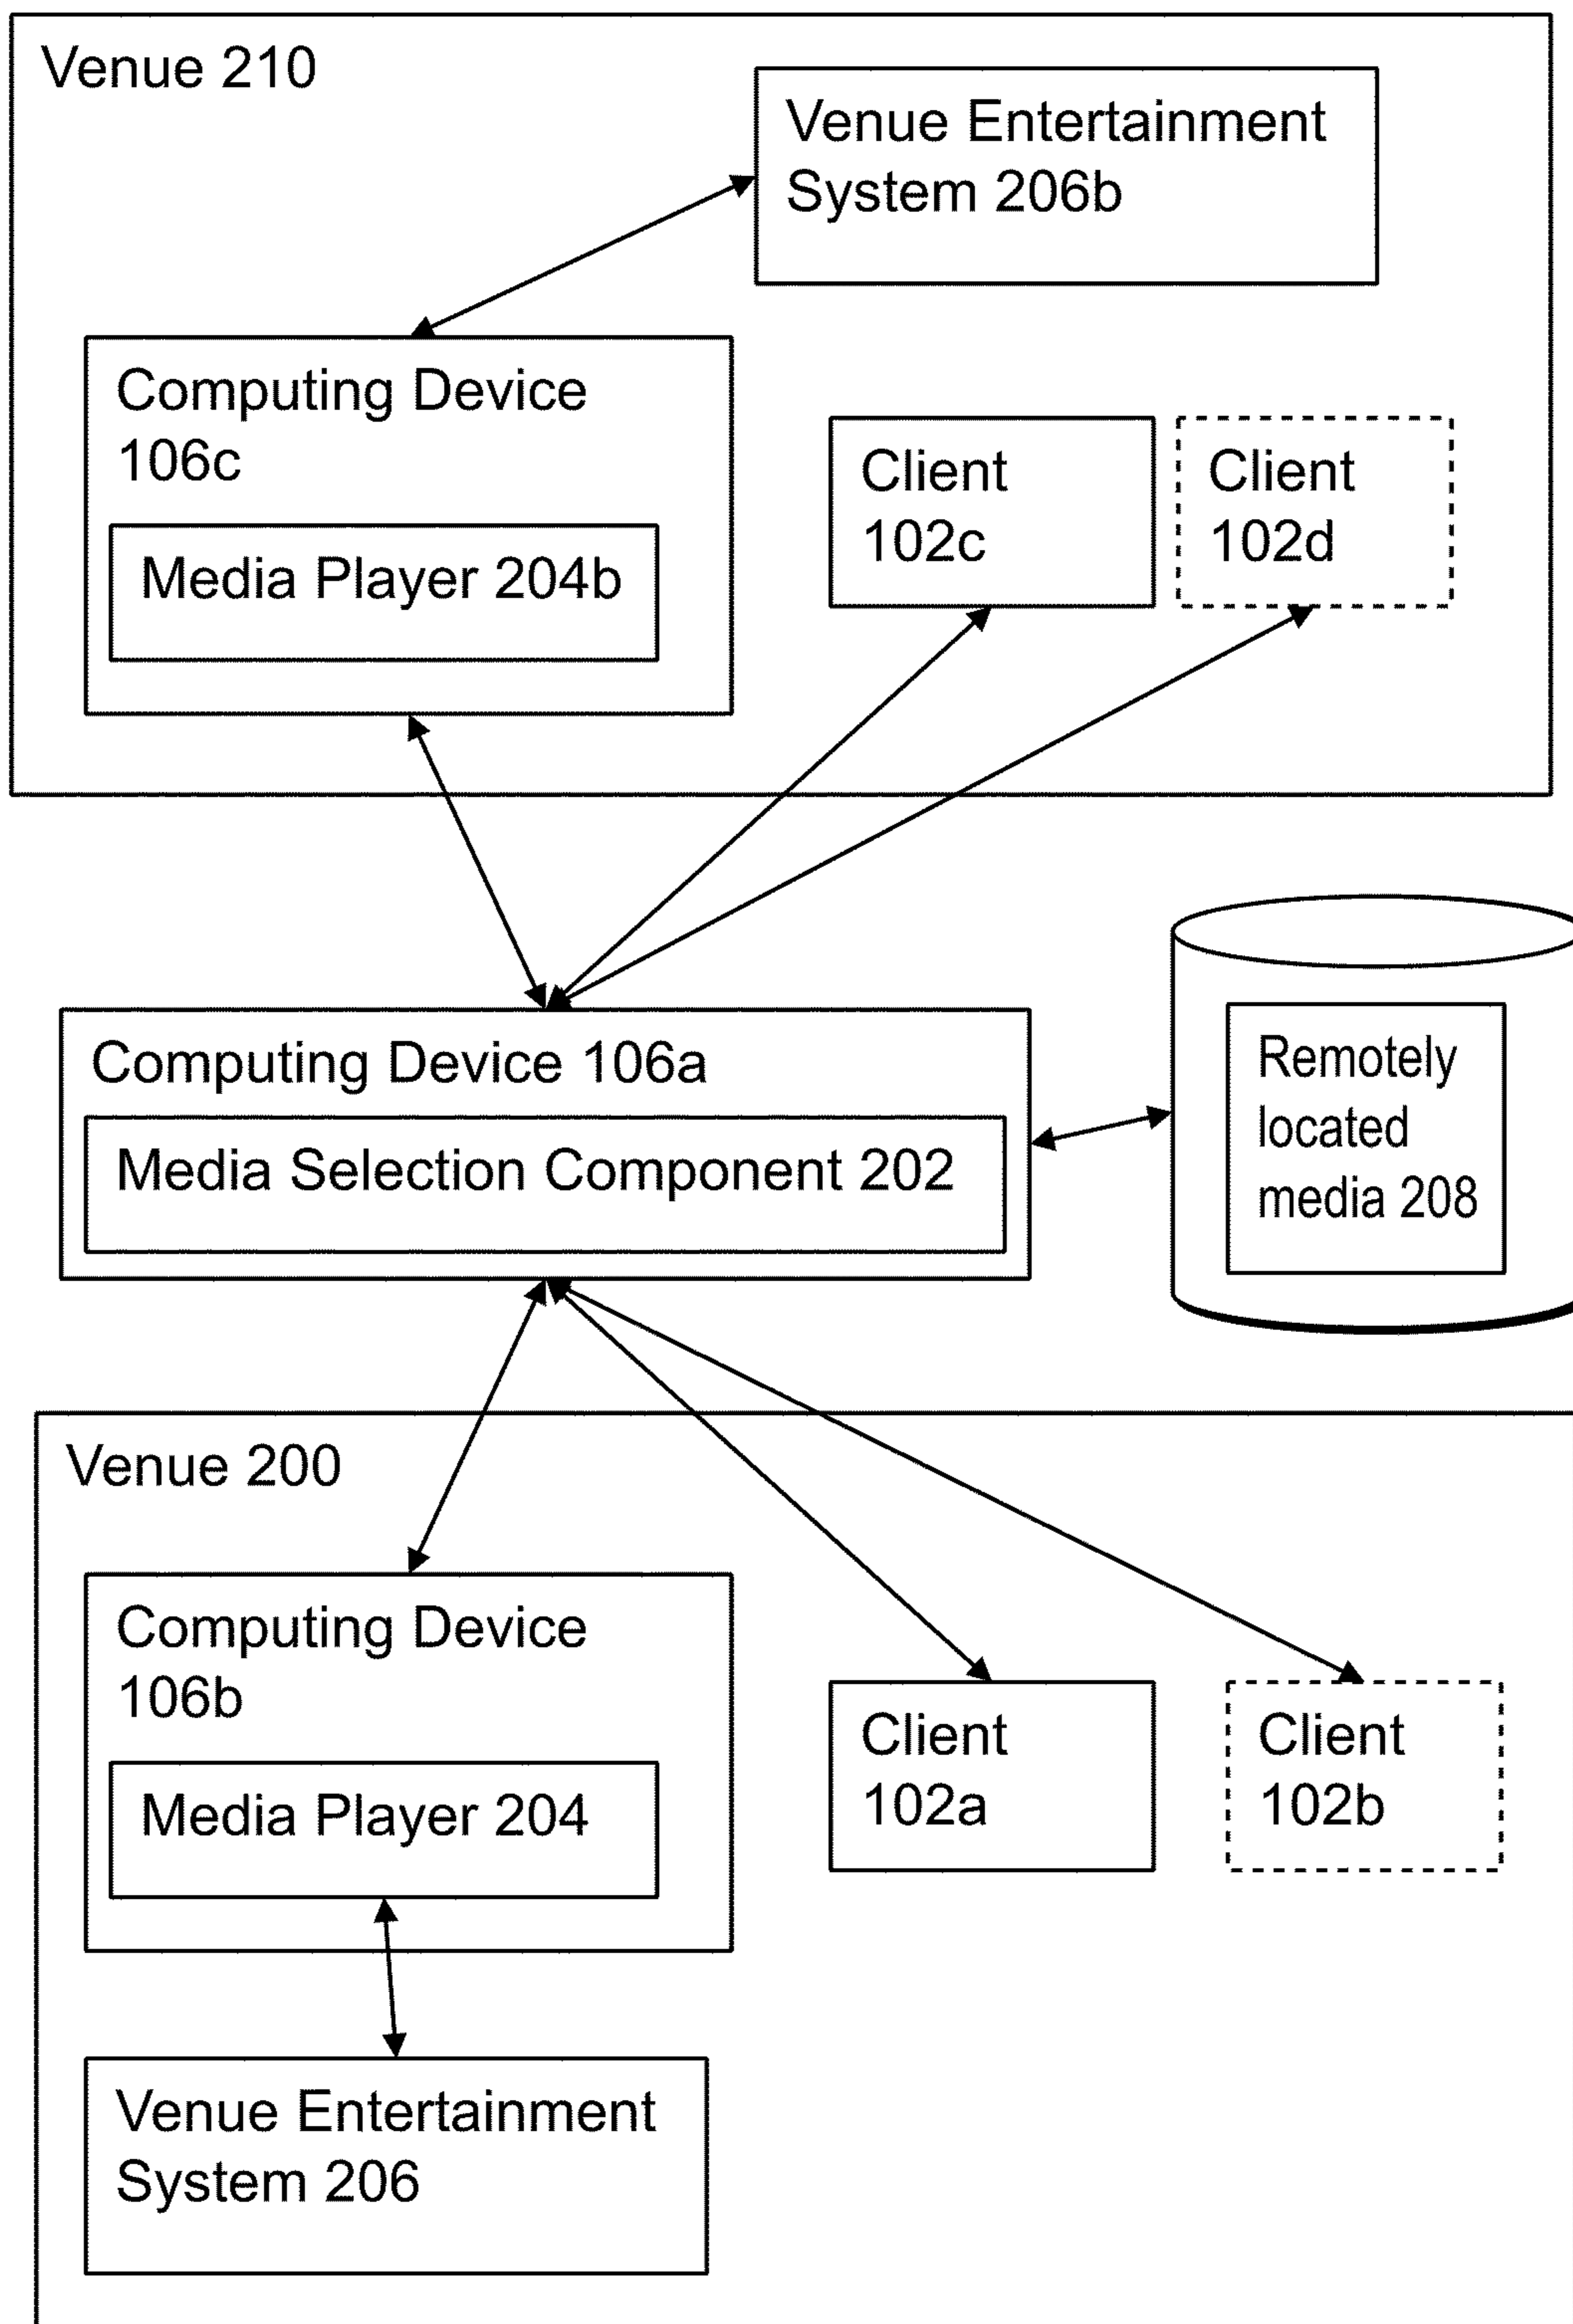 Venue 210
Venue Entertainment
System 206b
Computing Device
106c
Media Player 204b
Client
102c
Client
102d
Computing Device 106a
Media Selection Component 202
Remotely
located
media 208
Venue 200
Computing Device
106b
Media Player 204
Client
102a
Client
102b
Venue Entertainment
System 206